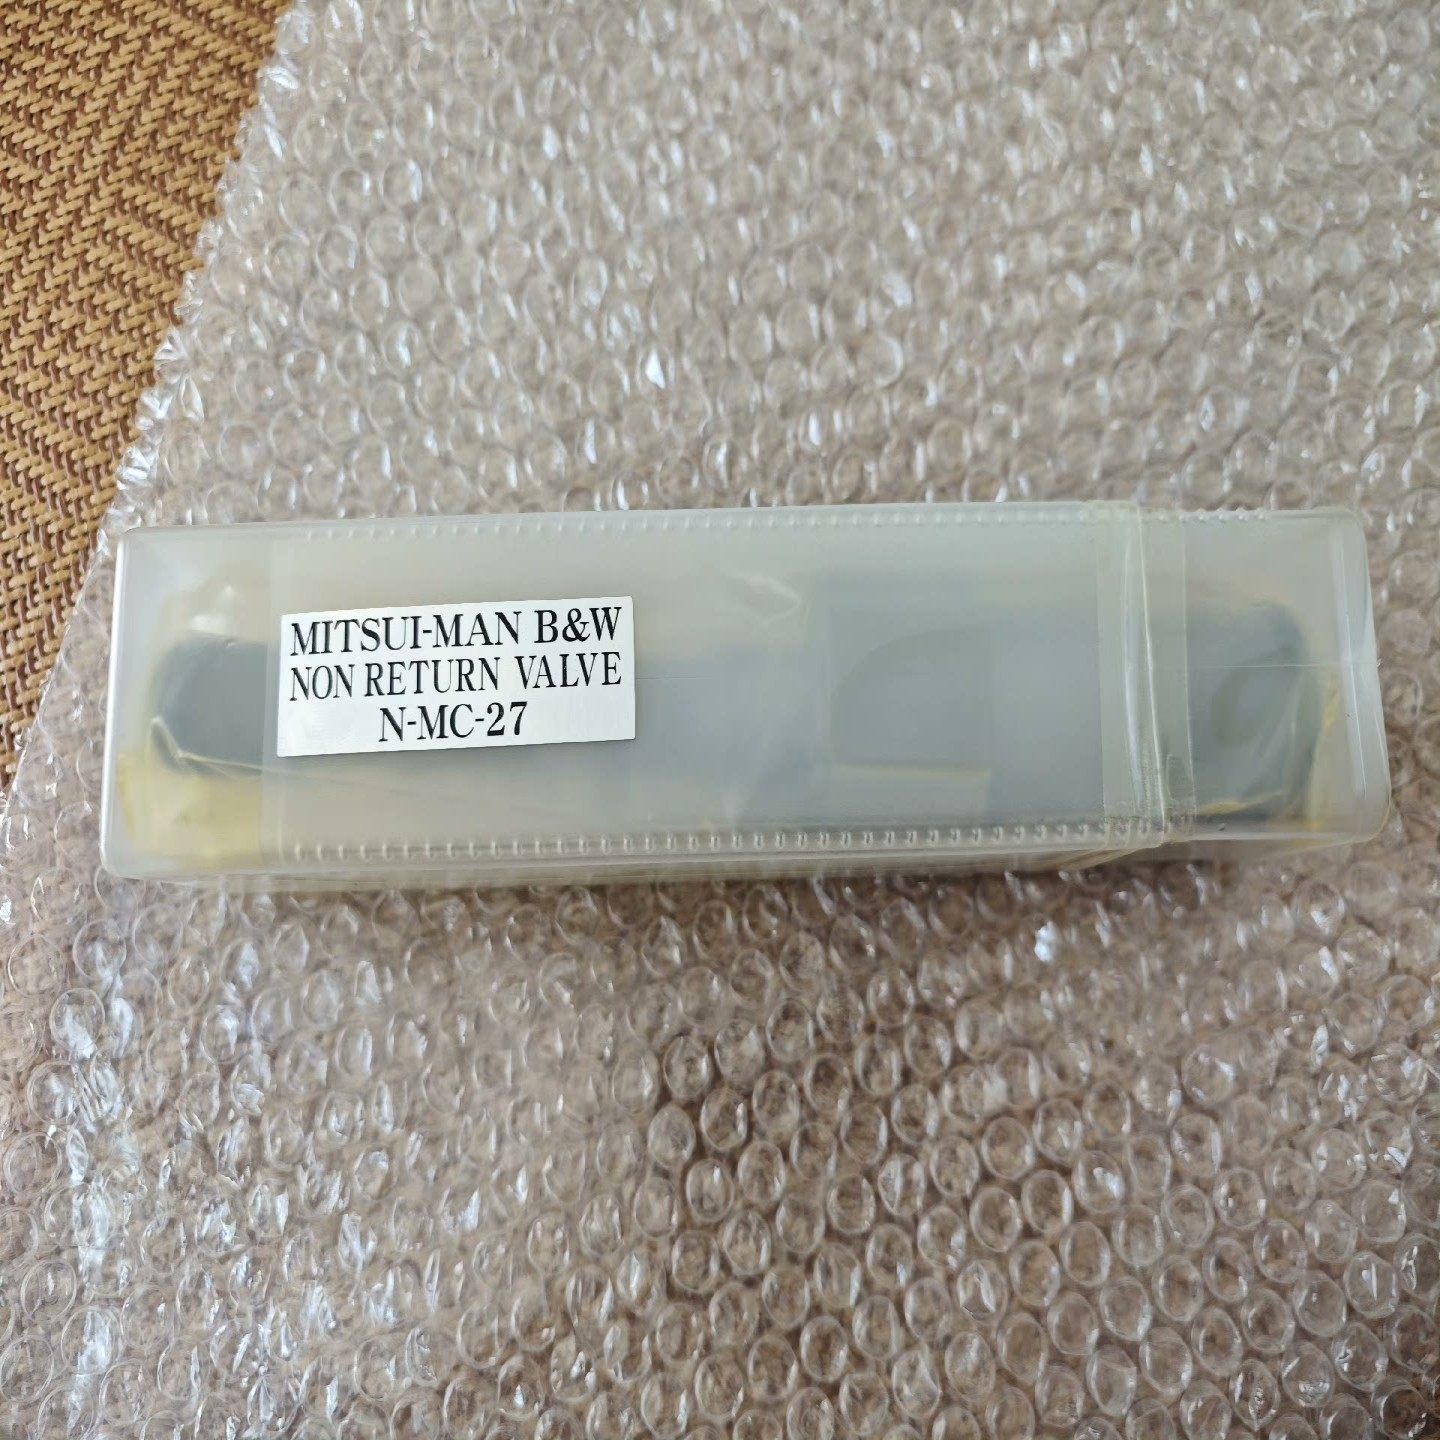 MITSUI-MAN B&W
NON RETURN VALVE
N-MC-27